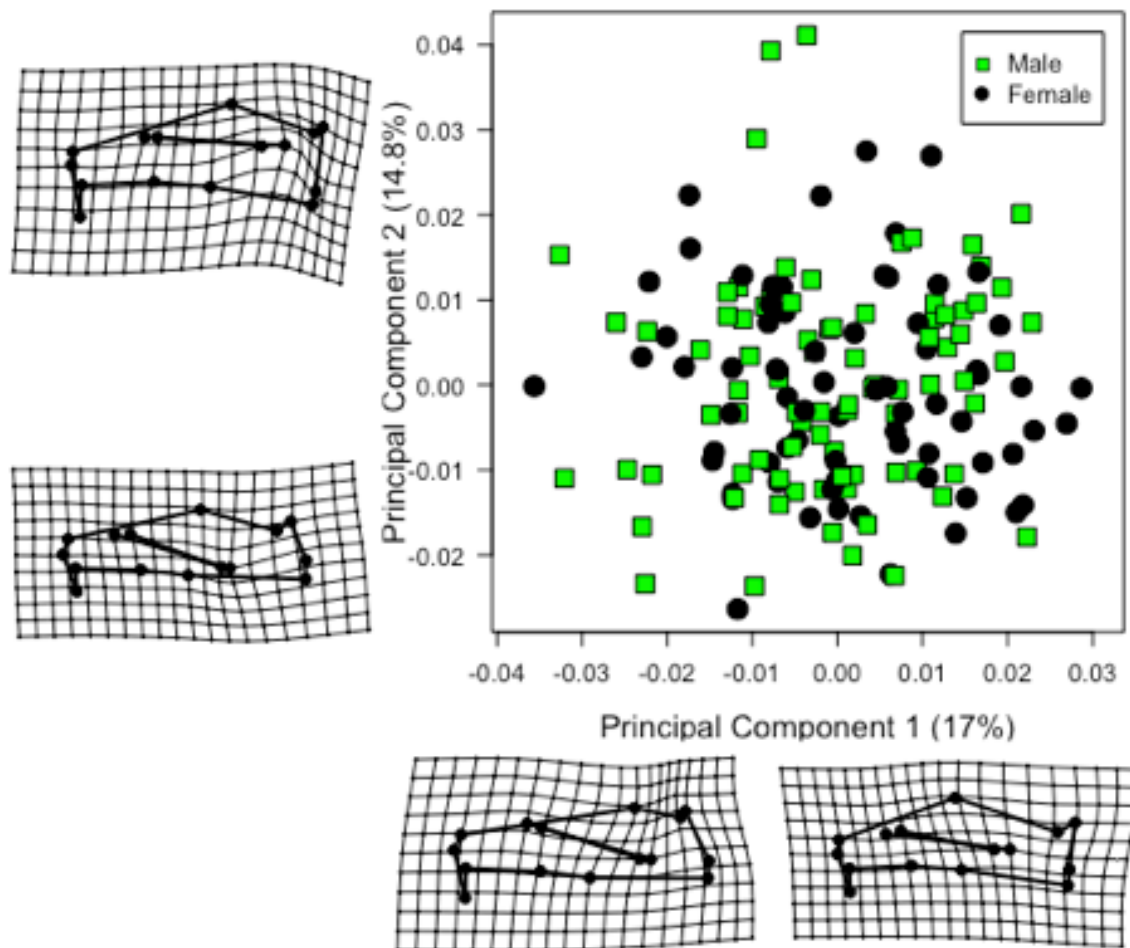 0.04
0.03
0.02
0.01
0.00
-0.01
-0.02
Principal Component 2 (14.8%)
Male
Female
-0.04 -0.03 -0.02 -0.01 0.00 0.01 0.02 0.03
Principal Component 1 (17%)